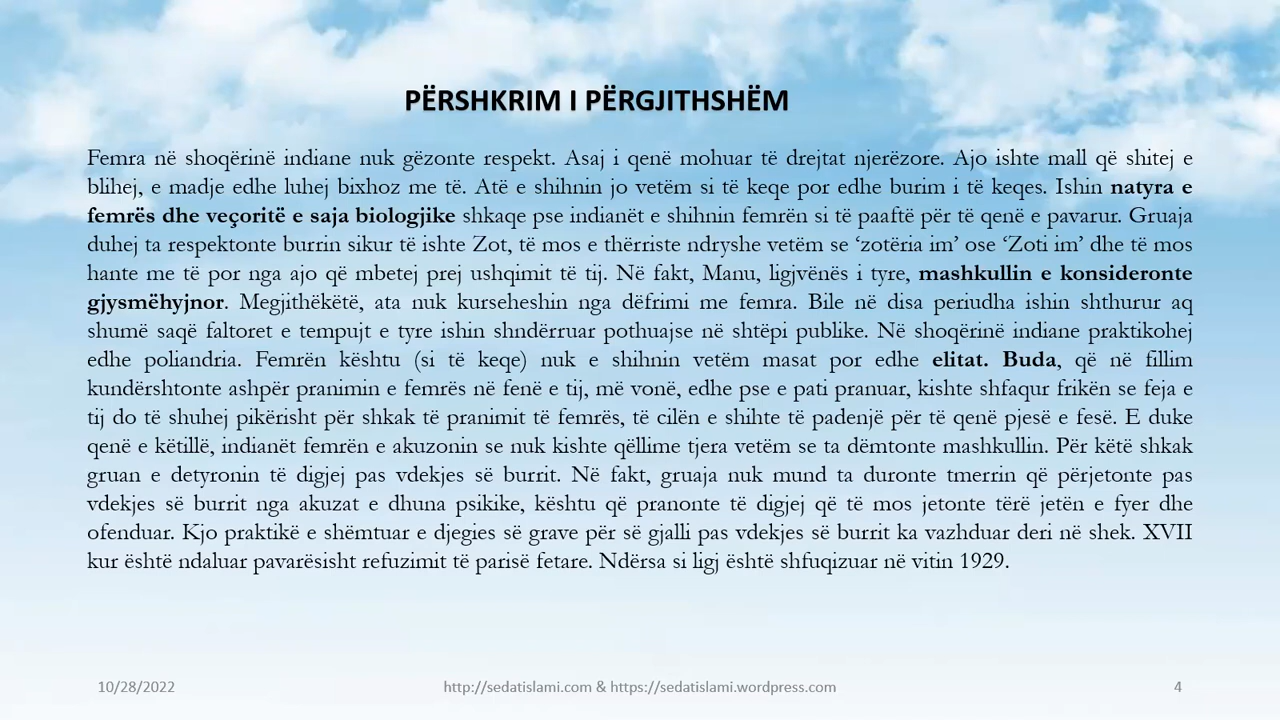 PËRSHKRIM I PËRGJITHSHËM
Femra në shoqërinë indiane nuk gëzonte respekt. Asaj i qenë mohuar të drejtat njerëzore. Ajo ishte mall që shitej e
blihej, e madje edhe luhej bixhoz me të. Atë e shihnin jo vetëm si të keqe por edhe burim i të keqes. Ishin natyra e
femrës dhe veçoritë e saja biologjike shkaqe pse indianët e shihnin femrën si të paaftë për të qenë e pavarur. Gruaja
duhej ta respektonte burrin sikur të ishte Zot, të mos e thërriste ndryshe vetëm se ‘zotëria im’ ose ‘Zoti im’ dhe të mos
hante me të por nga ajo që mbetej prej ushqimit të tij. Në fakt, Manu, ligjvënës i tyre, mashkullin e konsideronte
gjysmëhyjnor. Megjithëkëtë, ata nuk kurseheshin nga dëfrimi me femra. Bile në disa periudha ishin shthurur aq
shumë saqë faltoret e tempujt e tyre ishin shndërruar pothuajse në shtëpi publike. Në shoqërinë indiane praktikohej
edhe poliandria. Femrën kështu (si të keqe) nuk e shihnin vetëm masat por edhe elitat. Buda, që në fillim
kundërshtonte ashpër pranimin e femrës në fenë e tij, më vonë, edhe pse e pati pranuar, kishte shfaqur frikën se feja e
tij do të shuhej pikërisht për shkak të pranimit të femrës, të cilën e shihte të padenjë për të qenë pjesë e fesë. E duke
qenë e këtillë, indianët femrën e akuzonin se nuk kishte qëllime tjera vetëm se ta dëmtonte mashkullin. Për këtë shkak
gruan e detyronin të digjej pas vdekjes së burrit. Në fakt, gruaja nuk mund ta duronte tmerrin që përjetonte pas
vdekjes së burrit nga akuzat e dhuna psikike, kështu që pranonte të digjej që të mos jetonte tërë jetën e fyer dhe
ofenduar. Kjo praktikë e shëmtuar e djegies së grave për së gjalli pas vdekjes së burrit ka vazhduar deri në shek. XVII
kur është ndaluar pavarësisht refuzimit të parisë fetare. Ndërsa si ligj është shfuqizuar në vitin 1929.
10/28/2022
http://sedatislami.com & https://sedatislami.wordpress.com
4